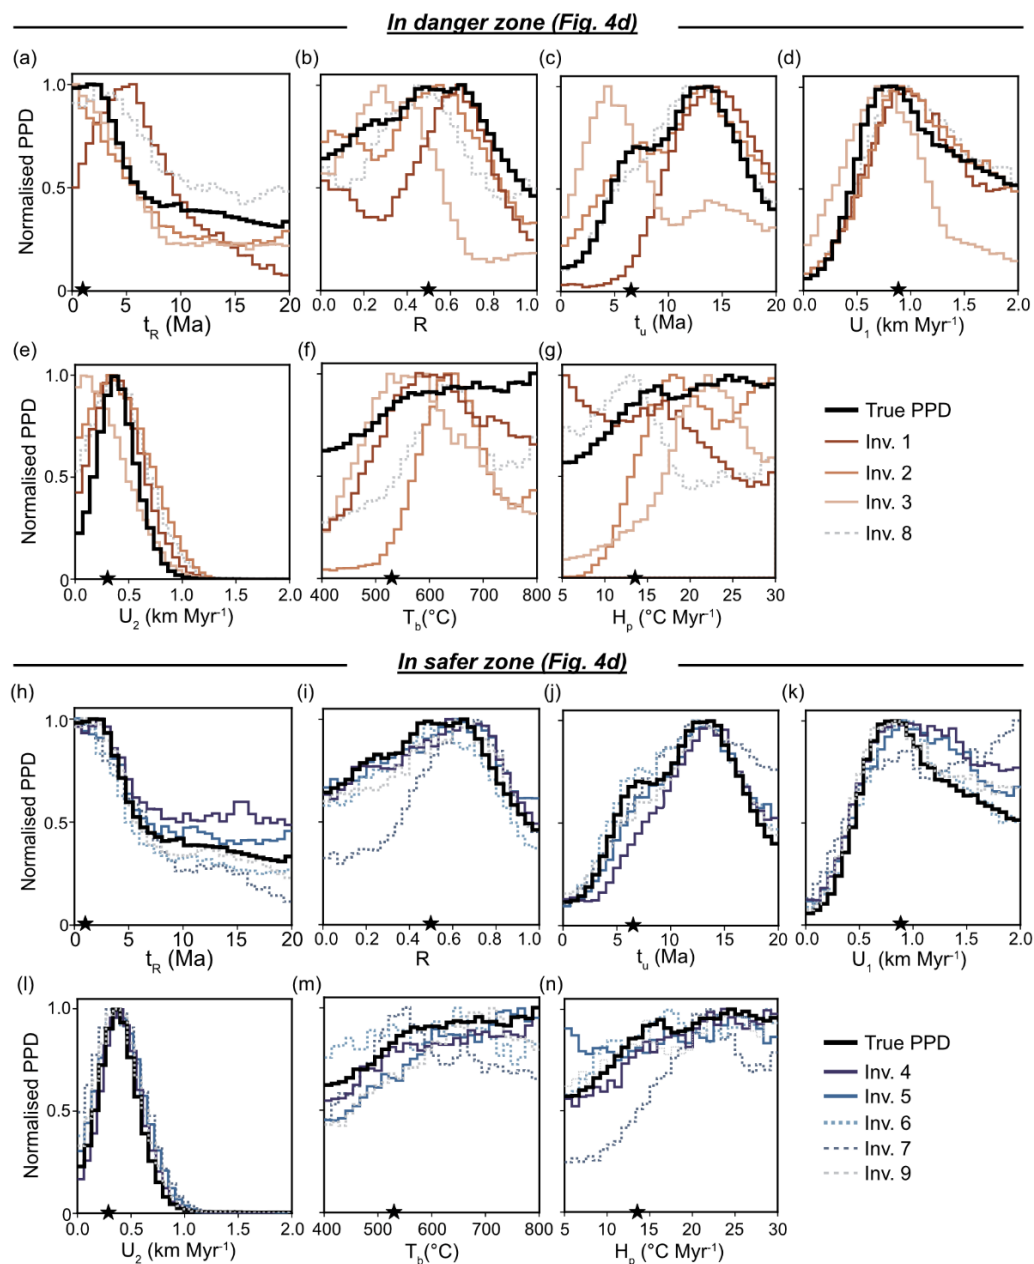 In danger zone (Fig. 4d)
(a) (b) (c) (d)
Normalised PPD
1.0
0.5
0
0 5 10 15 20
0.0 0.2 0.4 0.6 0.8 1.0
0 5 10 15 20
0.0 0.5 1.0 1.5 2.0
t_R (Ma) R t_u (Ma) U_1 (km Myr⁻¹)
(e) (f) (g)
Normalised PPD
1.0
0.5
0
0.0 0.5 1.0 1.5 2.0
400 500 600 700 800
5 10 15 20 25 30
U_2 (km Myr⁻¹) T_b(°C) H_p (°C Myr⁻¹)
True PPD
Inv. 1
Inv. 2
Inv. 3
Inv. 8
In safer zone (Fig. 4d)
(h) (i) (j) (k)
Normalised PPD
1.0
0.5
0
0 5 10 15 20
0.0 0.2 0.4 0.6 0.8 1.0
0 5 10 15 20
0.0 0.5 1.0 1.5 2.0
t_R (Ma) R t_u (Ma) U_1 (km Myr⁻¹)
(l) (m) (n)
Normalised PPD
1.0
0.5
0
0.0 0.5 1.0 1.5 2.0
400 500 600 700 800
5 10 15 20 25 30
U_2 (km Myr⁻¹) T_b(°C) H_p (°C Myr⁻¹)
True PPD
Inv. 4
Inv. 5
Inv. 6
Inv. 7
Inv. 9